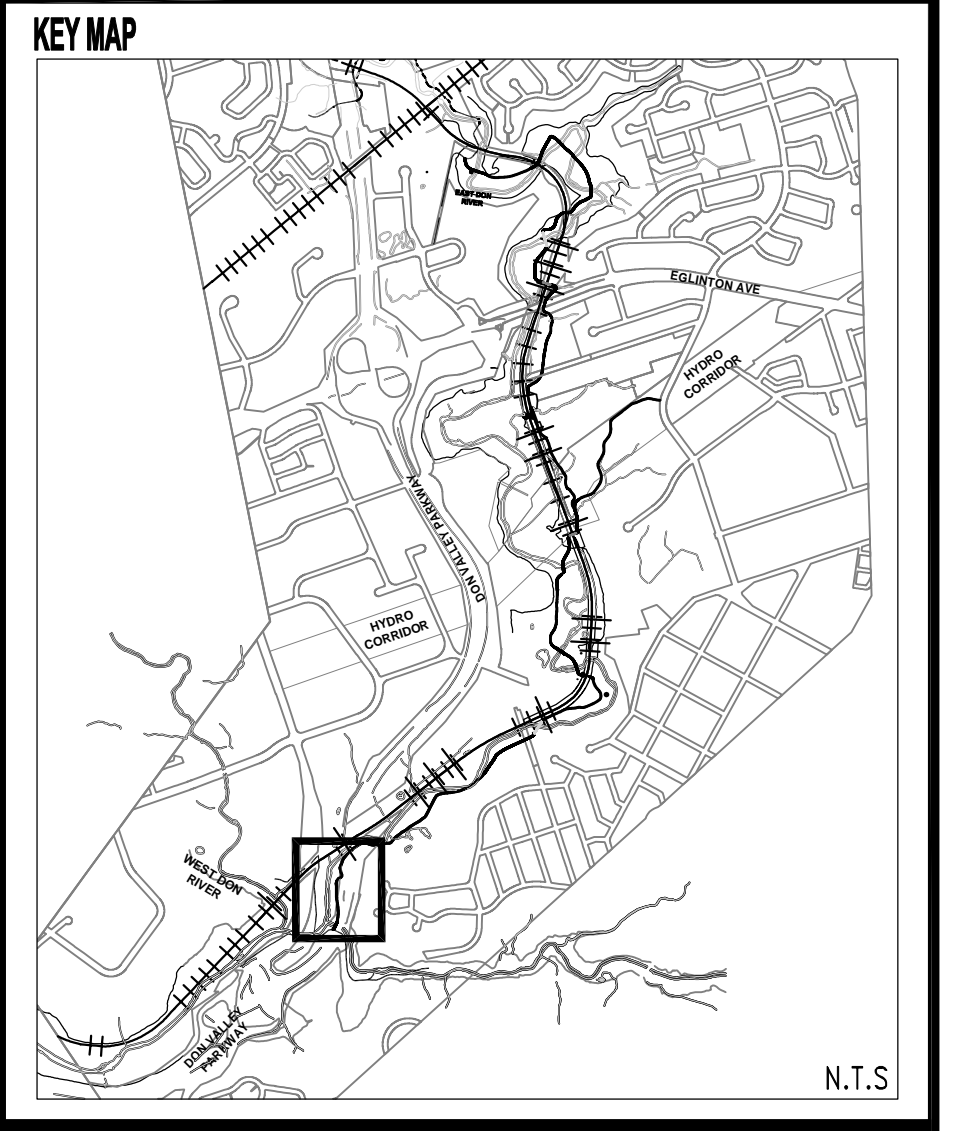 KEY MAP
EAST DON
RIVER
EGLINTON AVE
HYDRO
CORRIDOR
DON VALLEY PARKWAY
HYDRO
CORRIDOR
WEST DON
RIVER
DON VALLEY
PARKWAY
N.T.S